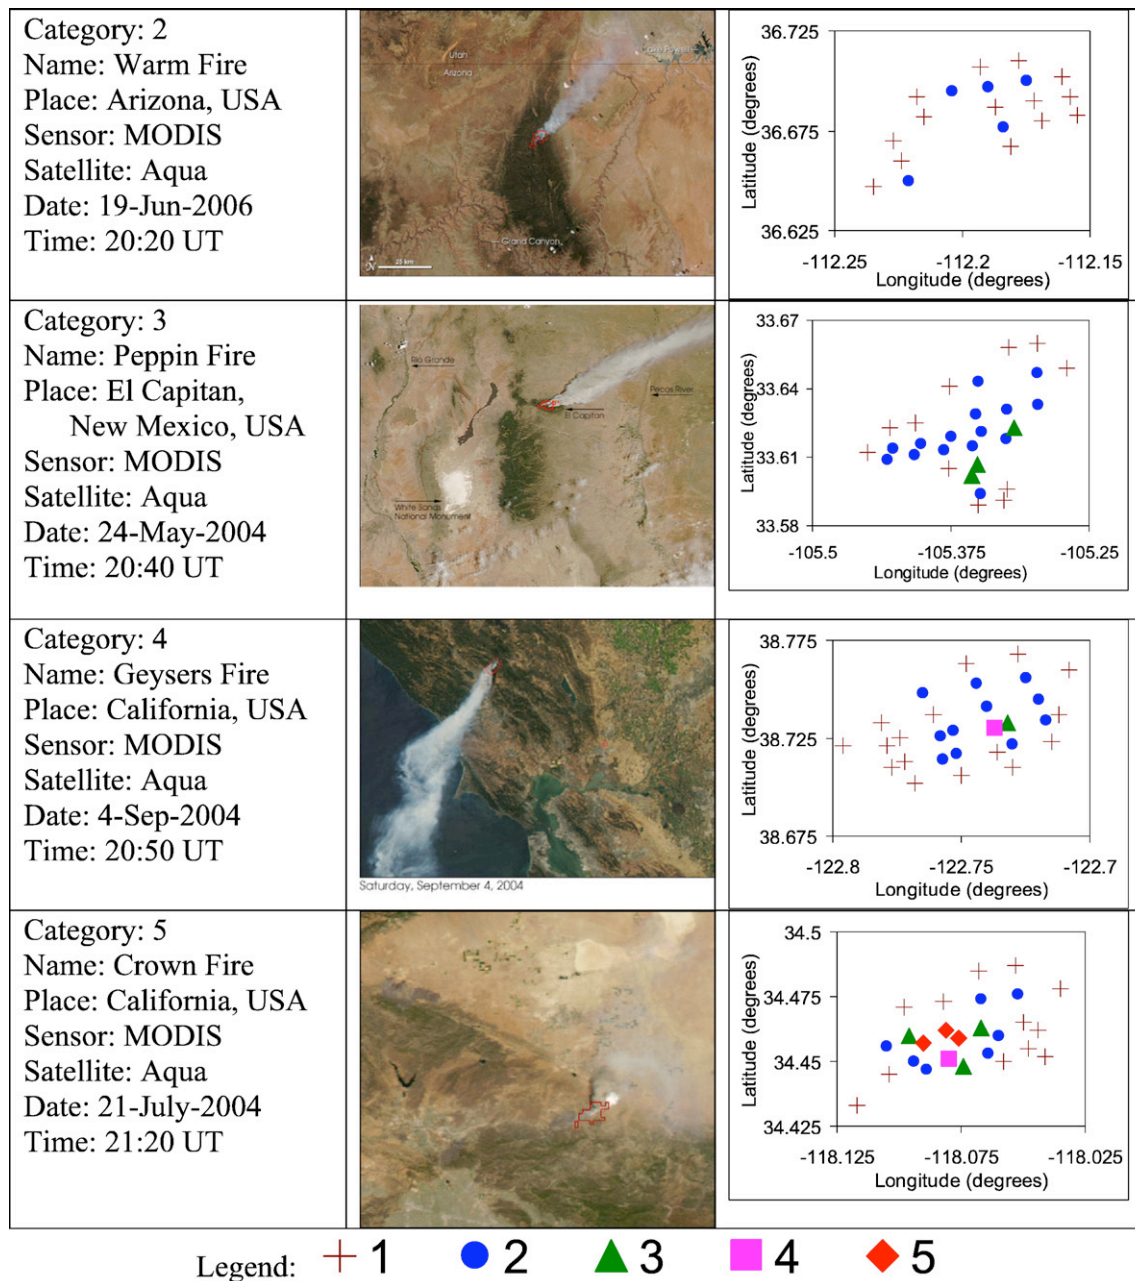 Category: 2
Name: Warm Fire
Place: Arizona, USA
Sensor: MODIS
Satellite: Aqua
Date: 19-Jun-2006
Time: 20:20 UT
Utah
Arizona
Lake Powell
Grand Canyon
N
25 km
36.725
36.675
36.625
-112.25
-112.2
-112.15
Latitude (degrees)
Longitude (degrees)
Category: 3
Name: Peppin Fire
Place: El Capitan,
New Mexico, USA
Sensor: MODIS
Satellite: Aqua
Date: 24-May-2004
Time: 20:40 UT
Rio Grande
Pecos River
El Capitan
White Sands
National Monument
33.67
33.64
33.61
33.58
-105.5
-105.375
-105.25
Latitude (degrees)
Longitude (degrees)
Category: 4
Name: Geysers Fire
Place: California, USA
Sensor: MODIS
Satellite: Aqua
Date: 4-Sep-2004
Time: 20:50 UT
Saturday, September 4, 2004
38.775
38.725
38.675
-122.8
-122.75
-122.7
Latitude (degrees)
Longitude (degrees)
Category: 5
Name: Crown Fire
Place: California, USA
Sensor: MODIS
Satellite: Aqua
Date: 21-July-2004
Time: 21:20 UT
34.5
34.475
34.45
34.425
-118.125
-118.075
-118.025
Latitude (degrees)
Longitude (degrees)
Legend: 1 2 3 4 5